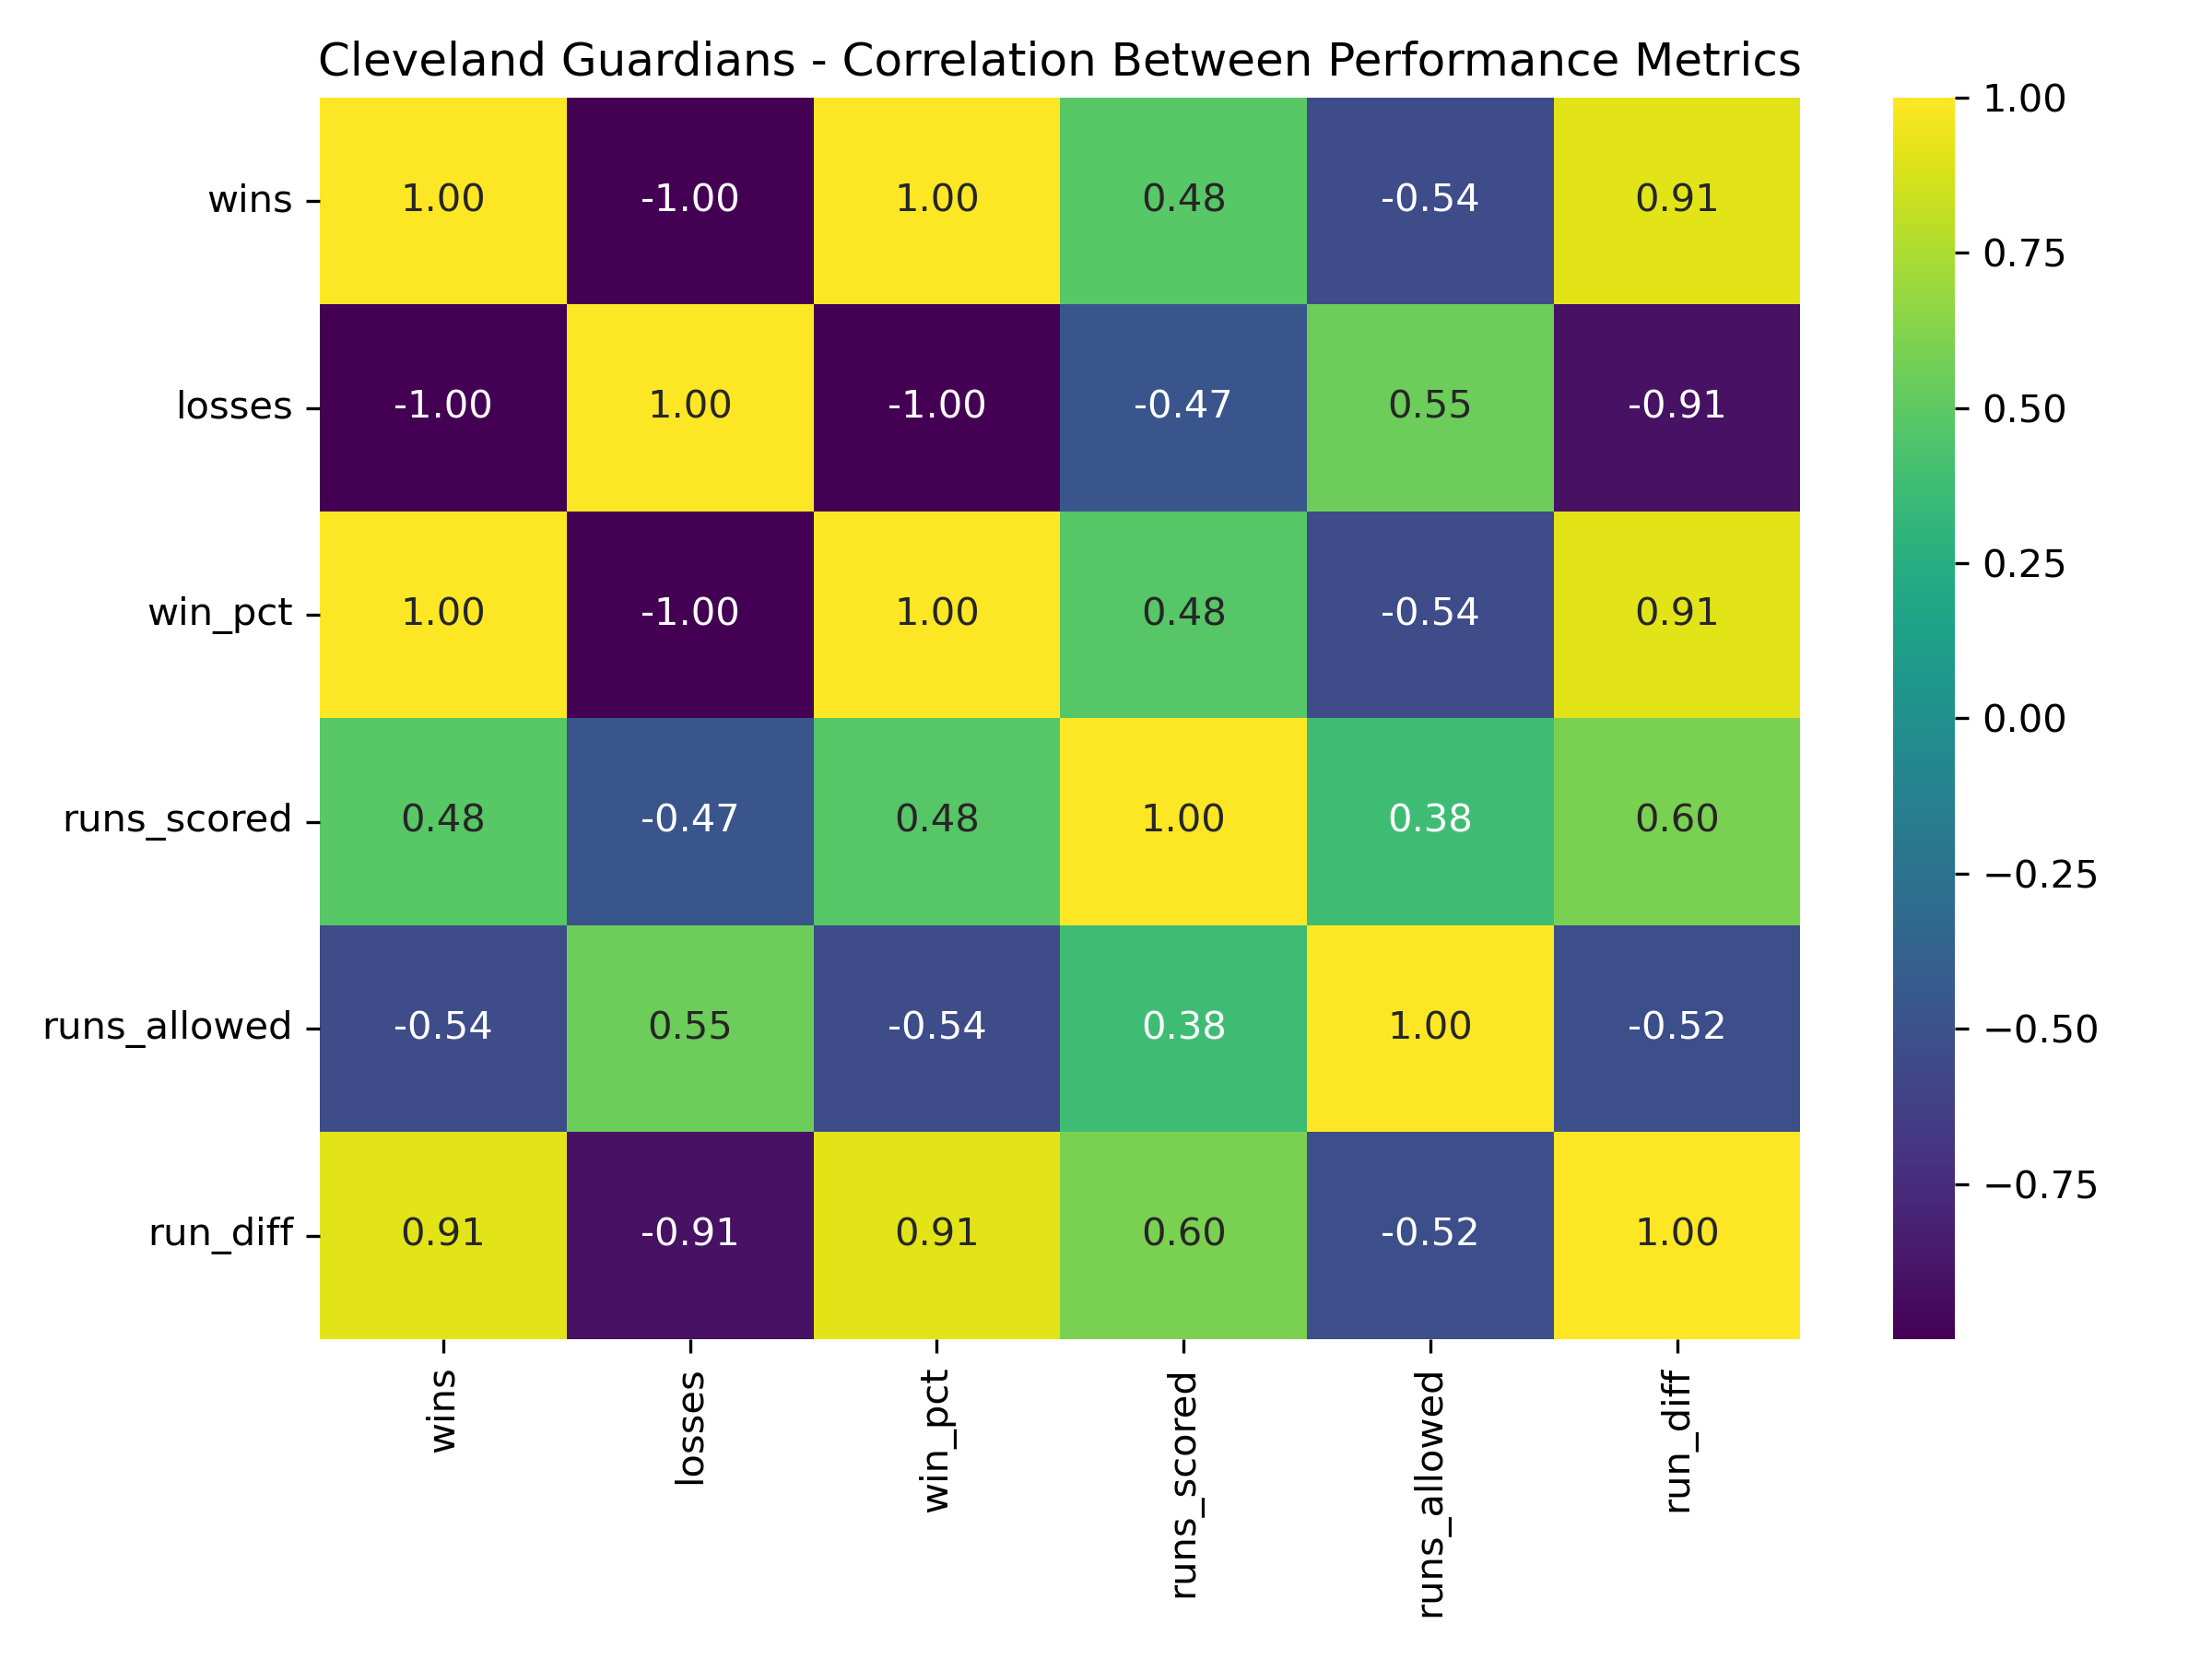 Cleveland Guardians - Correlation Between Performance Metrics
wins 1.00 -1.00 1.00 0.48 -0.54 0.91
losses -1.00 1.00 -1.00 -0.47 0.55 -0.91
win_pct 1.00 -1.00 1.00 0.48 -0.54 0.91
runs_scored 0.48 -0.47 0.48 1.00 0.38 0.60
runs_allowed -0.54 0.55 -0.54 0.38 1.00 -0.52
run_diff 0.91 -0.91 0.91 0.60 -0.52 1.00
wins losses win_pct runs_scored runs_allowed run_diff
1.00
0.75
0.50
0.25
0.00
−0.25
−0.50
−0.75